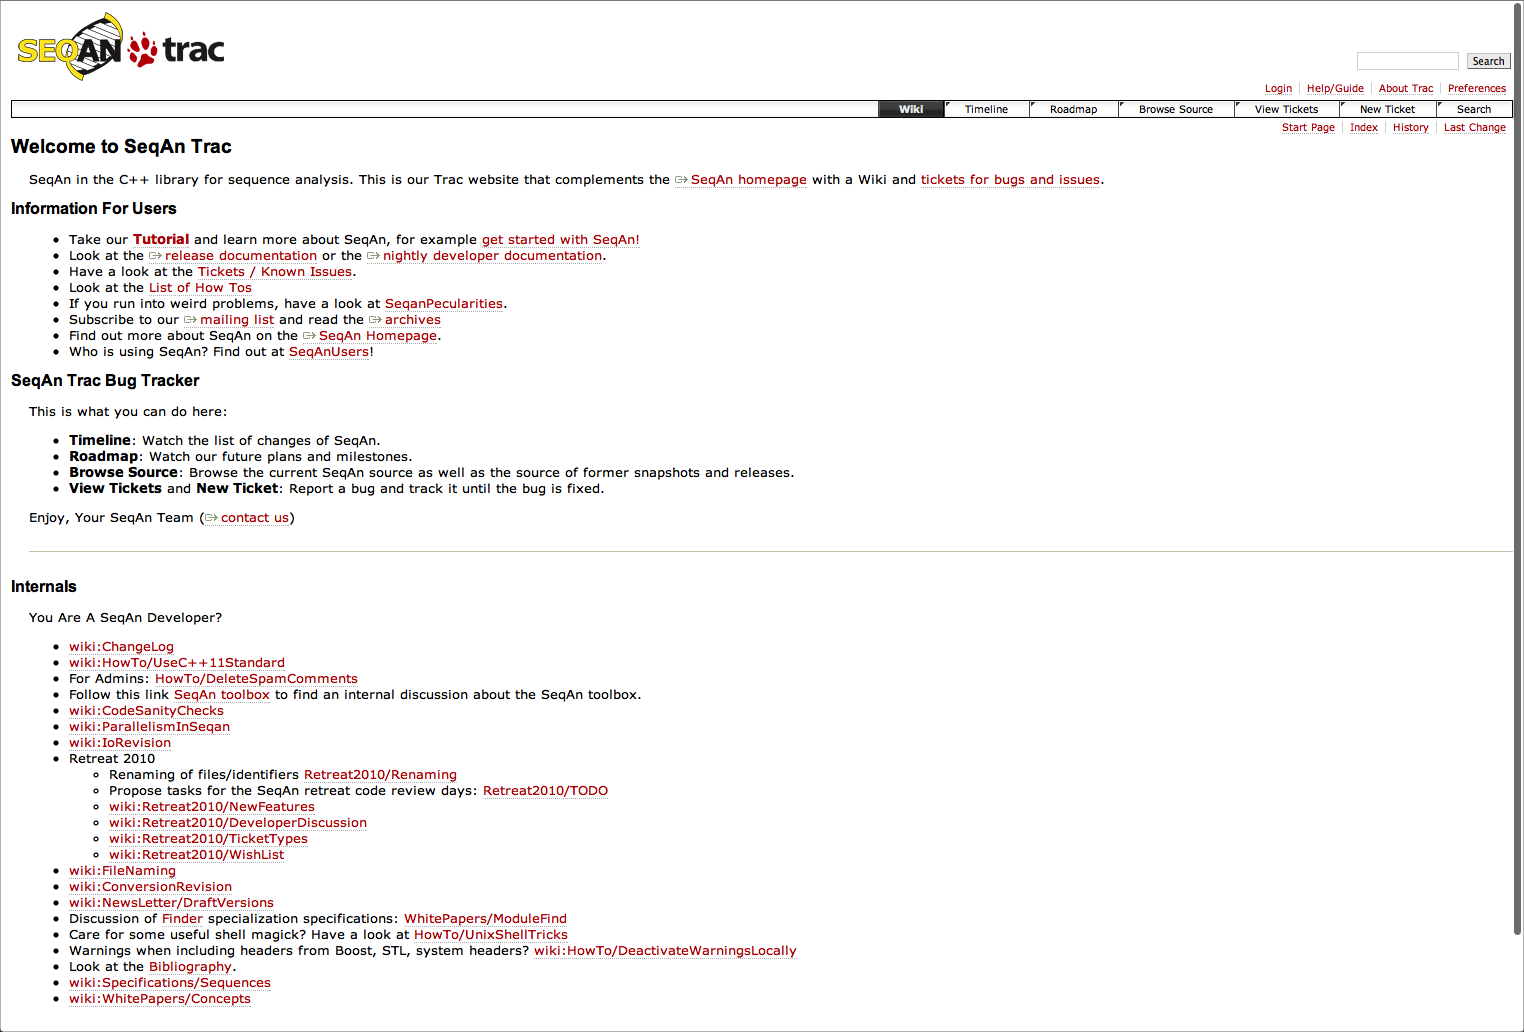 SEQAN trac
Search
Login Help/Guide About Trac Preferences
Wiki Timeline Roadmap Browse Source View Tickets New Ticket Search
Start Page Index History Last Change
Welcome to SeqAn Trac
SeqAn in the C++ library for sequence analysis. This is our Trac website that complements the SeqAn homepage with a Wiki and tickets for bugs and issues.
Information For Users
Take our Tutorial and learn more about SeqAn, for example get started with SeqAn!
Look at the release documentation or the nightly developer documentation.
Have a look at the Tickets / Known Issues.
Look at the List of How Tos
If you run into weird problems, have a look at SeqanPecularities.
Subscribe to our mailing list and read the archives
Find out more about SeqAn on the SeqAn Homepage.
Who is using SeqAn? Find out at SeqAnUsers!
SeqAn Trac Bug Tracker
This is what you can do here:
Timeline: Watch the list of changes of SeqAn.
Roadmap: Watch our future plans and milestones.
Browse Source: Browse the current SeqAn source as well as the source of former snapshots and releases.
View Tickets and New Ticket: Report a bug and track it until the bug is fixed.
Enjoy, Your SeqAn Team (contact us)
Internals
You Are A SeqAn Developer?
wiki:ChangeLog
wiki:HowTo/UseC++11Standard
For Admins: HowTo/DeleteSpamComments
Follow this link SeqAn toolbox to find an internal discussion about the SeqAn toolbox.
wiki:CodeSanityChecks
wiki:ParallelismInSeqan
wiki:IoRevision
Retreat 2010
Renaming of files/identifiers Retreat2010/Renaming
Propose tasks for the SeqAn retreat code review days: Retreat2010/TODO
wiki:Retreat2010/NewFeatures
wiki:Retreat2010/DeveloperDiscussion
wiki:Retreat2010/TicketTypes
wiki:Retreat2010/WishList
wiki:FileNaming
wiki:ConversionRevision
wiki:NewsLetter/DraftVersions
Discussion of Finder specialization specifications: WhitePapers/ModuleFind
Care for some useful shell magick? Have a look at HowTo/UnixShellTricks
Warnings when including headers from Boost, STL, system headers? wiki:HowTo/DeactivateWarningsLocally
Look at the Bibliography.
wiki:Specifications/Sequences
wiki:WhitePapers/Concepts